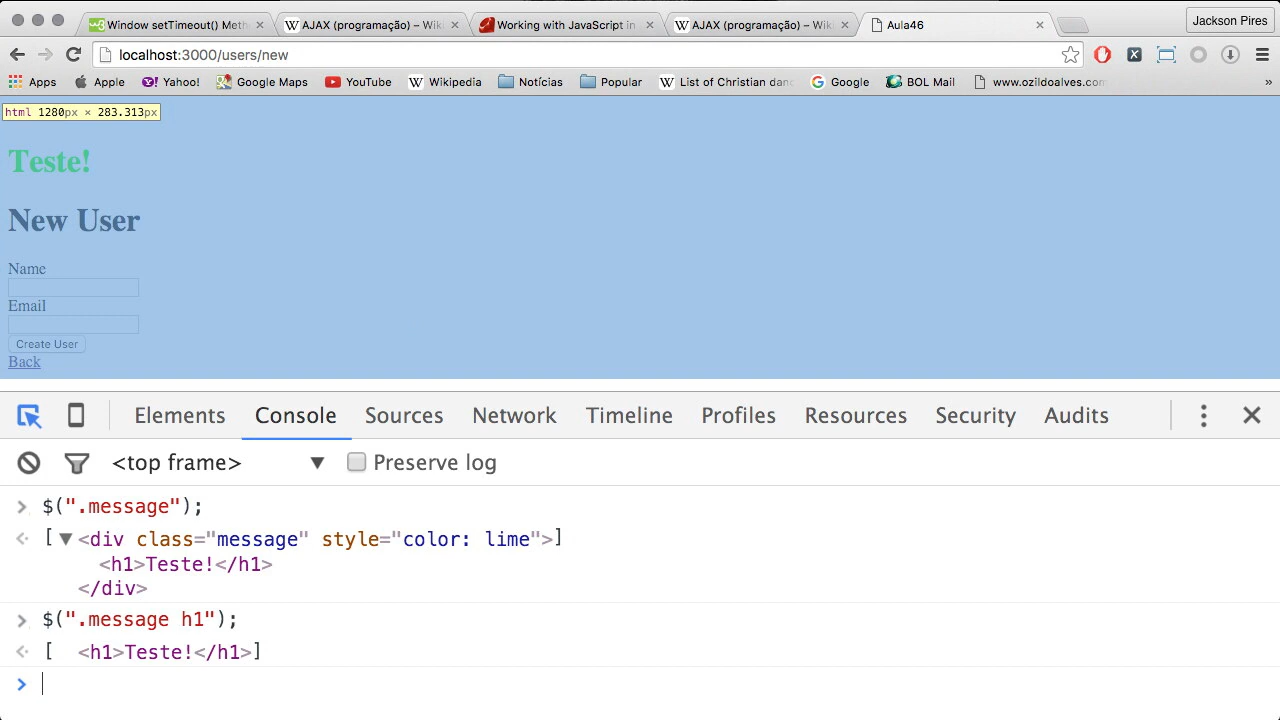 Window setTimeout() Meth
AJAX (programação) – Wiki
Working with JavaScript in
AJAX (programação) – Wiki
Aula46
Jackson Pires
localhost:3000/users/new
Apps
Apple
Yahoo!
Google Maps
YouTube
Wikipedia
Notícias
Popular
List of Christian danc
Google
BOL Mail
www.ozildoalves.com
»
html 1280px × 283.313px
Teste!
New User
Name
Email
Create User
Back
Elements Console Sources Network Timeline Profiles Resources Security Audits
<top frame> ▼ Preserve log
> $(".message");
[▼<div class="message" style="color: lime">]
<h1>Teste!</h1>
</div>
> $(".message h1");
[ <h1>Teste!</h1>]
>